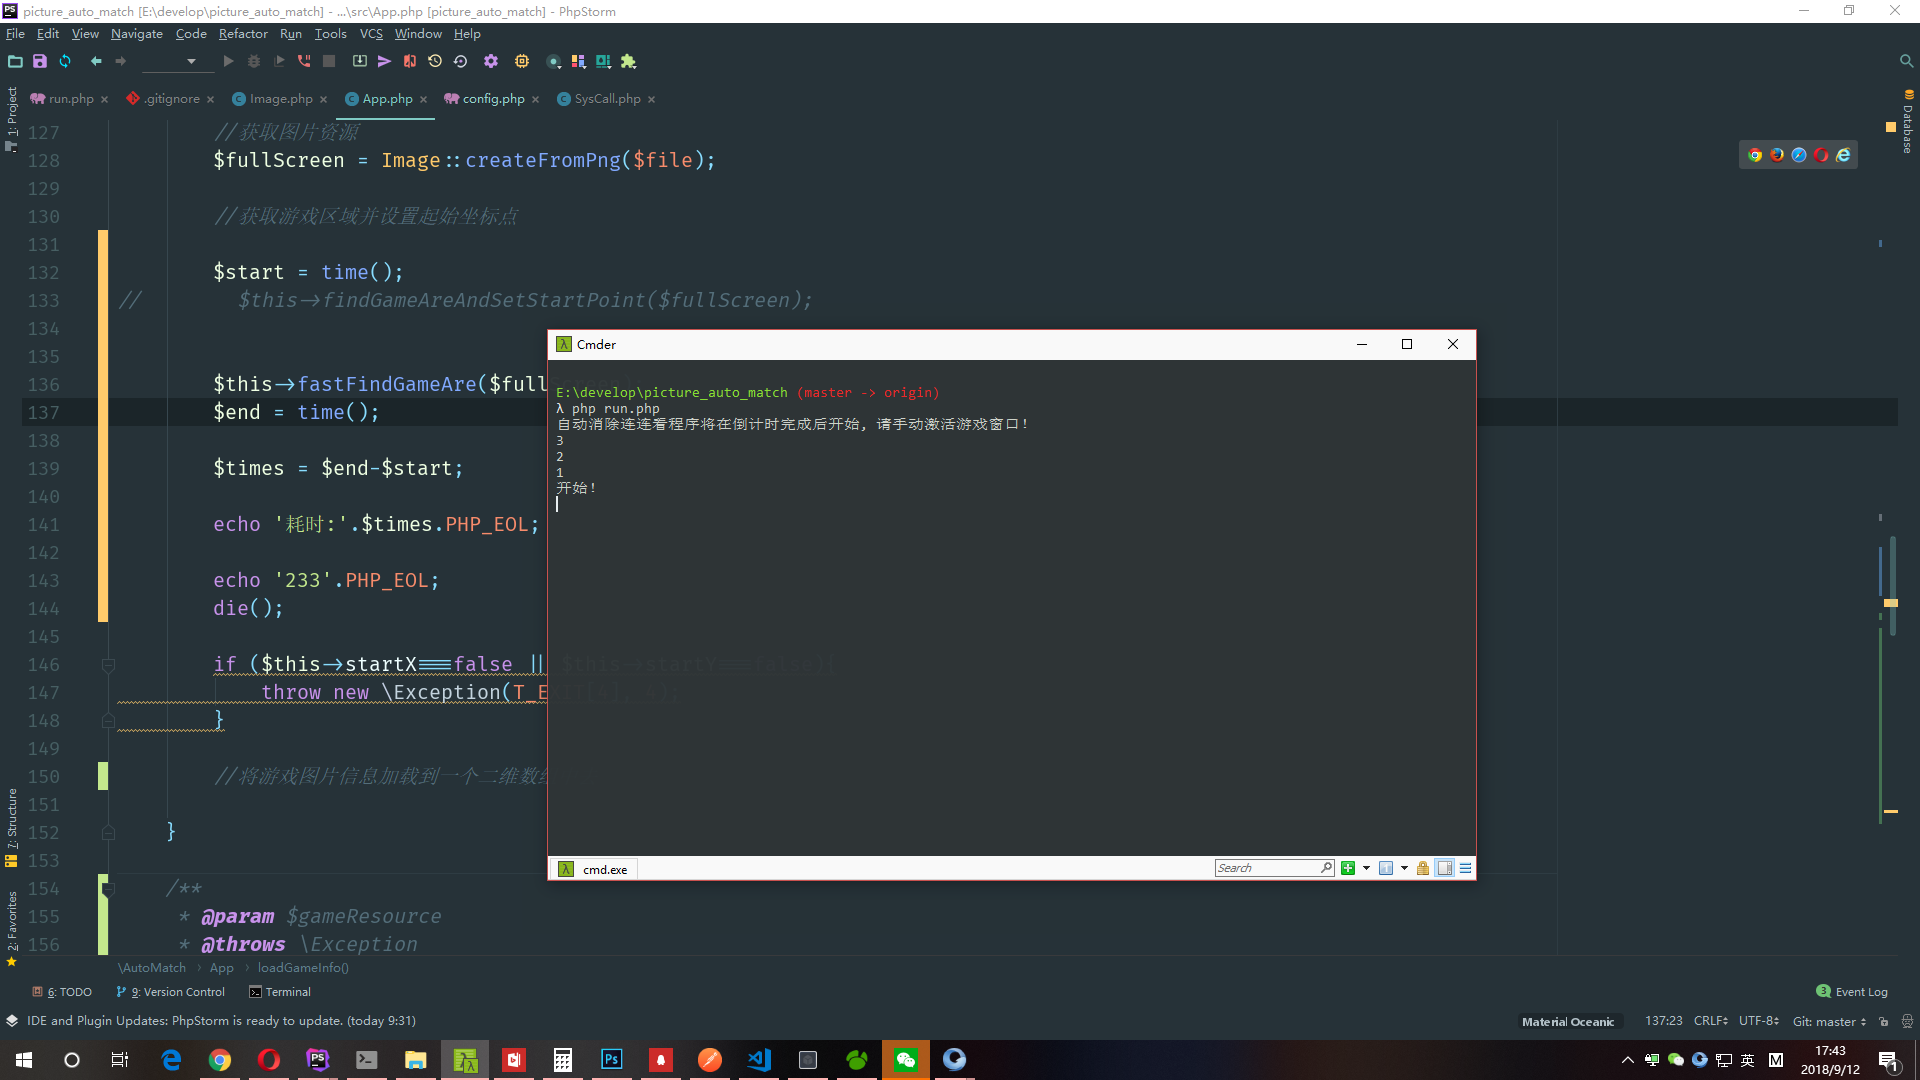 picture_auto_match [E:\develop\picture_auto_match] - ...\src\App.php [picture_auto_match] - PhpStorm
File Edit View Navigate Code Refactor Run Tools VCS Window Help
run.php .gitignore Image.php App.php config.php SysCall.php
1: Project
Database
127 //获取图片资源
128 $fullScreen = Image::createFromPng($file);
129
130 //获取游戏区域并设置起始坐标点
131
132 $start = time();
133 // $this->findGameAreAndSetStartPoint($fullScreen);
134
135
136 $this->fastFindGameAre($full
137 $end = time();
138
139 $times = $end-$start;
140
141 echo '耗时:'.$times.PHP_EOL;
142
143 echo '233'.PHP_EOL;
144 die();
145
146 if ($this->startX===false || $this->startY===false){
147 throw new \Exception(T_E
148 }
149
150 //将游戏图片信息加载到一个二维数
151
152 }
153
154 /**
155 * @param $gameResource
156 * @throws \Exception
Cmder
E:\develop\picture_auto_match (master -> origin)
λ php run.php
自动消除连连看程序将在倒计时完成后开始, 请手动激活游戏窗口!
3
2
1
开始!
cmd.exe
Search
7: Structure
2: Favorites
\AutoMatch › App › loadGameInfo()
6: TODO 9: Version Control Terminal
3 Event Log
IDE and Plugin Updates: PhpStorm is ready to update. (today 9:31)
Material Oceanic 137:23 CRLF UTF-8 Git: master
英 M
17:43
2018/9/12
1